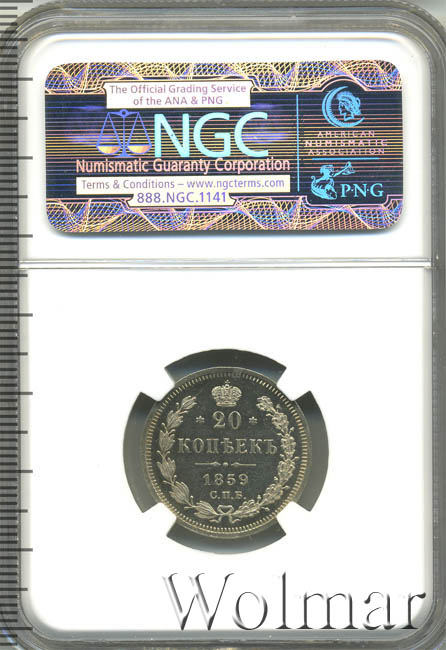 The Official Grading Service
of the ANA & PNG
NGC
Numismatic Guaranty Corporation
Terms & Conditions – www.ngcterms.com
888.NGC.1141
AMERICAN
NUMISMATIC
ASSOCIATION
P·N·G
20
КОПѢЕКЪ
1859
С.П.Б.
Wolmar